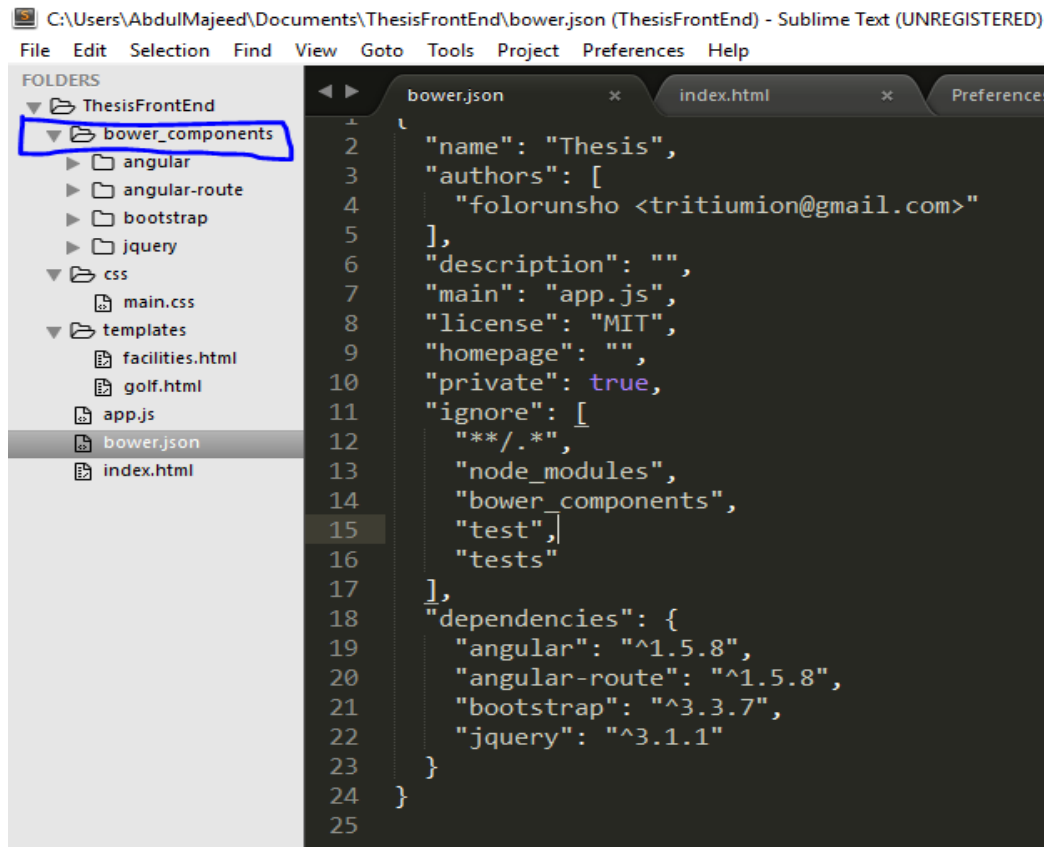 C:\Users\AbdulMajeed\Documents\ThesisFrontEnd\bower.json (ThesisFrontEnd) - Sublime Text (UNREGISTERED)
File Edit Selection Find View Goto Tools Project Preferences Help
FOLDERS
ThesisFrontEnd
bower_components
angular
angular-route
bootstrap
jquery
css
main.css
templates
facilities.html
golf.html
app.js
bower.json
index.html
bower.json × index.html × Preferences
1 {
2 "name": "Thesis",
3 "authors": [
4 "folorunsho <tritiumion@gmail.com>"
5 ],
6 "description": "",
7 "main": "app.js",
8 "license": "MIT",
9 "homepage": "",
10 "private": true,
11 "ignore": [
12 "**/.*",
13 "node_modules",
14 "bower_components",
15 "test",
16 "tests"
17 ],
18 "dependencies": {
19 "angular": "^1.5.8",
20 "angular-route": "^1.5.8",
21 "bootstrap": "^3.3.7",
22 "jquery": "^3.1.1"
23 }
24 }
25